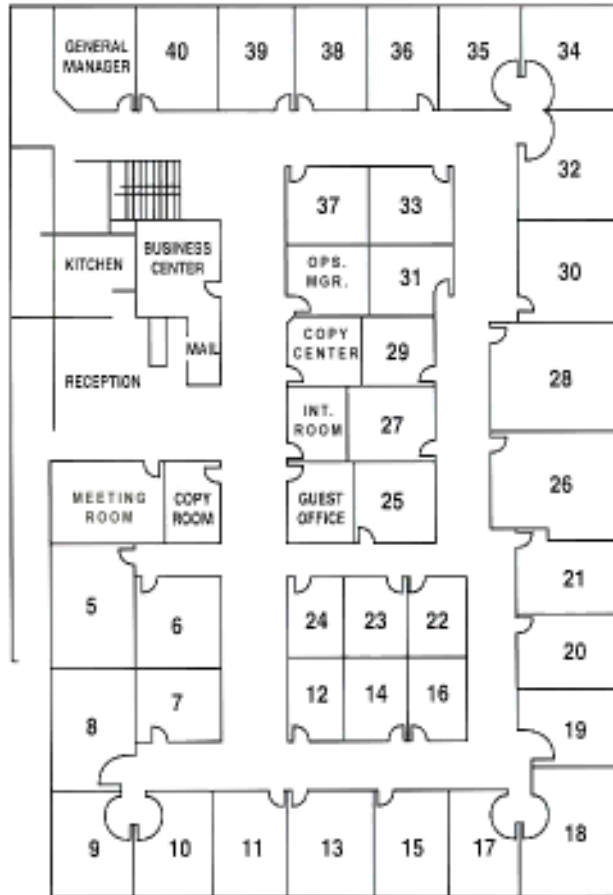 GENERAL
MANAGER
40
39
38
36
35
34
32
37
33
KITCHEN
BUSINESS
CENTER
OPS.
MGR.
31
30
MAIL
COPY
CENTER
29
28
RECEPTION
INT.
ROOM
27
26
MEETING
ROOM
COPY
ROOM
GUEST
OFFICE
25
21
5
6
24
23
22
20
8
7
12
14
16
19
9
10
11
13
15
17
18